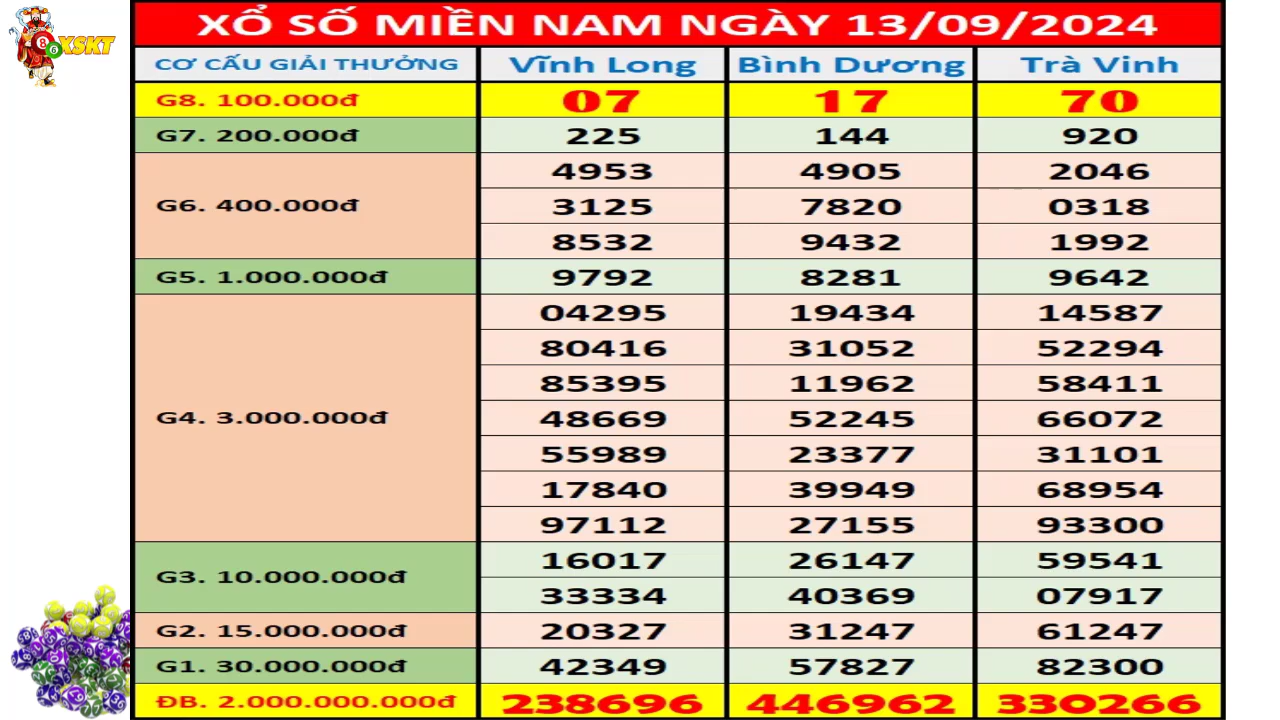 XSKT
XỔ SỐ MIỀN NAM NGÀY 13/09/2024
CƠ CẤU GIẢI THƯỞNG Vĩnh Long Bình Dương Trà Vinh
G8. 100.000đ 07 17 70
G7. 200.000đ 225 144 920
4953 4905 2046
G6. 400.000đ 3125 7820 0318
8532 9432 1992
G5. 1.000.000đ 9792 8281 9642
04295 19434 14587
80416 31052 52294
85395 11962 58411
G4. 3.000.000đ 48669 52245 66072
55989 23377 31101
17840 39949 68954
97112 27155 93300
G3. 10.000.000đ 16017 26147 59541
33334 40369 07917
G2. 15.000.000đ 20327 31247 61247
G1. 30.000.000đ 42349 57827 82300
ĐB. 2.000.000.000đ 238696 446962 330266